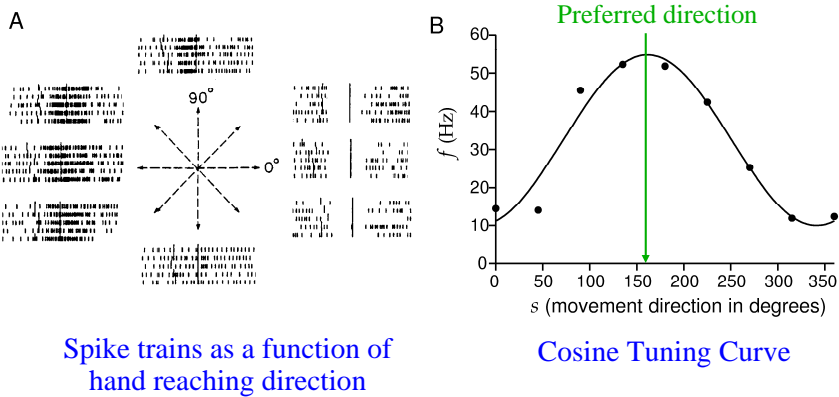 A
90°
0°
Spike trains as a function of
hand reaching direction
B
Preferred direction
60
50
40
30
20
10
0
f (Hz)
0 50 100 150 200 250 300 350
s (movement direction in degrees)
Cosine Tuning Curve